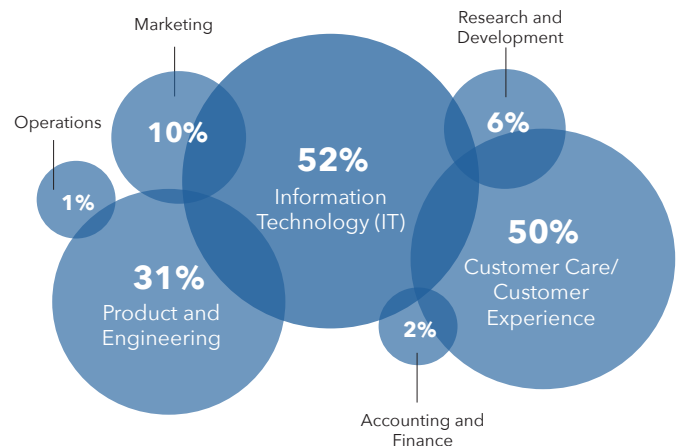 Marketing
10%
Operations
1%
31%
Product and
Engineering
52%
Information
Technology (IT)
Research and
Development
6%
50%
Customer Care/
Customer
Experience
2%
Accounting and
Finance